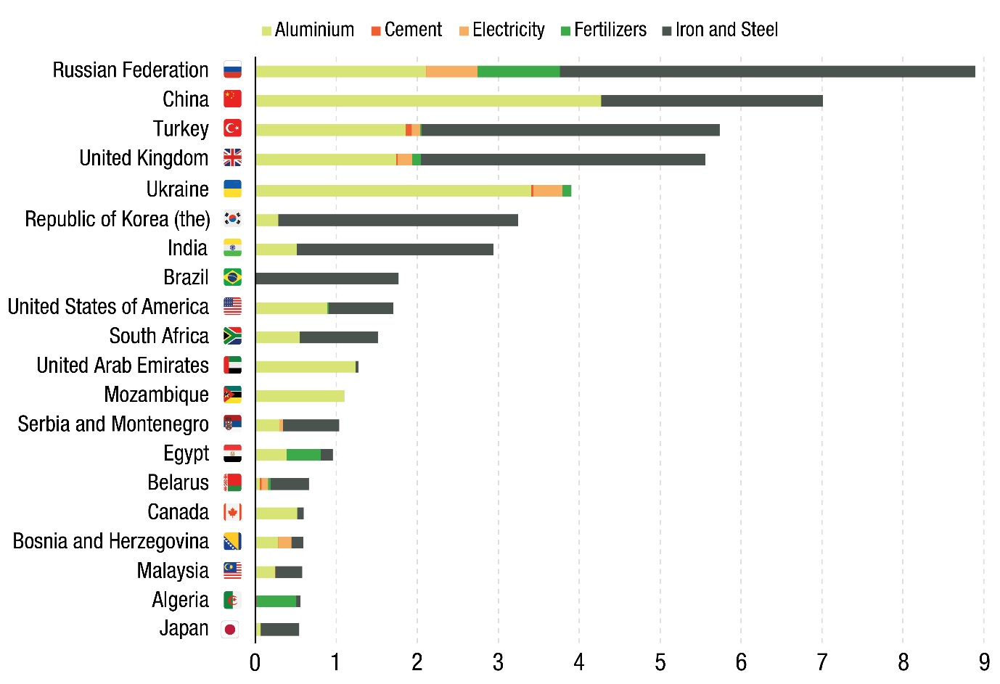 Aluminium Cement Electricity Fertilizers Iron and Steel
Russian Federation
China
Turkey
United Kingdom
Ukraine
Republic of Korea (the)
India
Brazil
United States of America
South Africa
United Arab Emirates
Mozambique
Serbia and Montenegro
Egypt
Belarus
Canada
Bosnia and Herzegovina
Malaysia
Algeria
Japan
0 1 2 3 4 5 6 7 8 9